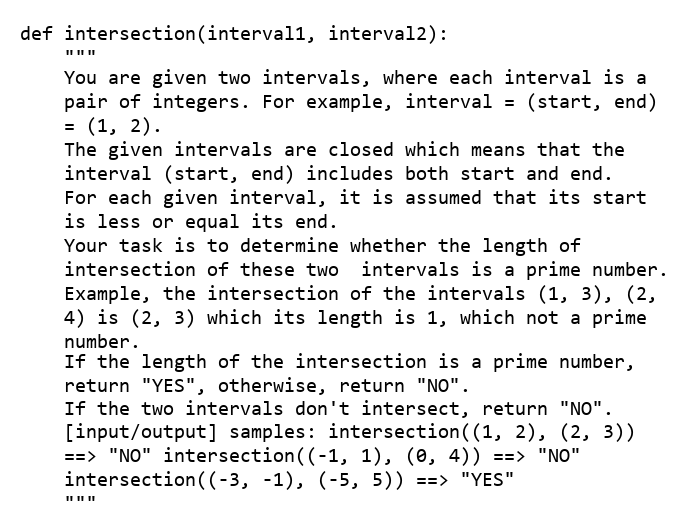 def intersection(interval1, interval2):
    """
    You are given two intervals, where each interval is a
    pair of integers. For example, interval = (start, end)
    = (1, 2).
    The given intervals are closed which means that the
    interval (start, end) includes both start and end.
    For each given interval, it is assumed that its start
    is less or equal its end.
    Your task is to determine whether the length of
    intersection of these two  intervals is a prime number.
    Example, the intersection of the intervals (1, 3), (2,
    4) is (2, 3) which its length is 1, which not a prime
    number.
    If the length of the intersection is a prime number,
    return "YES", otherwise, return "NO".
    If the two intervals don't intersect, return "NO".
    [input/output] samples: intersection((1, 2), (2, 3))
    ==> "NO" intersection((-1, 1), (0, 4)) ==> "NO"
    intersection((-3, -1), (-5, 5)) ==> "YES"
    """